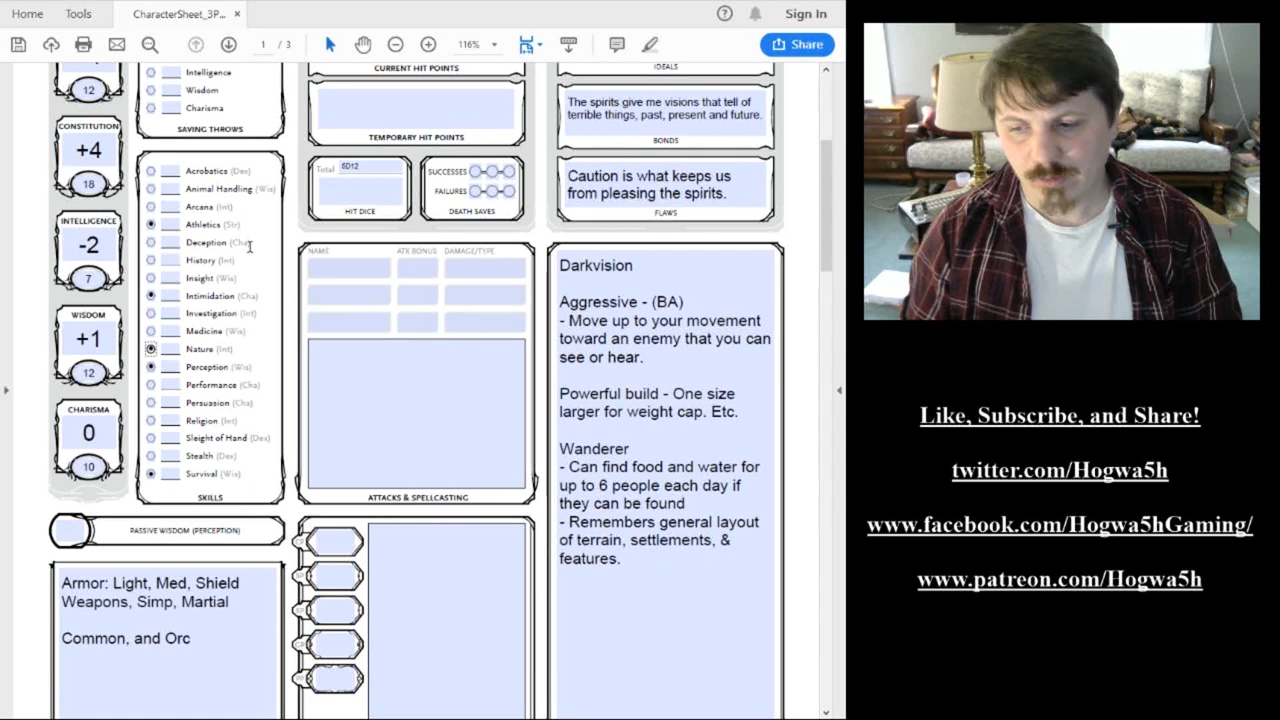 Home
Tools
CharacterSheet_3P...
Sign In
1 / 3
116%
Share
12
CONSTITUTION
+4
18
INTELLIGENCE
-2
7
WISDOM
+1
12
CHARISMA
0
10
Intelligence
Wisdom
Charisma
SAVING THROWS
Acrobatics (Dex)
Animal Handling (Wis)
Arcana (Int)
Athletics (Str)
Deception (Cha)
History (Int)
Insight (Wis)
Intimidation (Cha)
Investigation (Int)
Medicine (Wis)
Nature (Int)
Perception (Wis)
Performance (Cha)
Persuasion (Cha)
Religion (Int)
Sleight of Hand (Dex)
Stealth (Dex)
Survival (Wis)
SKILLS
PASSIVE WISDOM (PERCEPTION)
Armor: Light, Med, Shield
Weapons, Simp, Martial
Common, and Orc
CURRENT HIT POINTS
TEMPORARY HIT POINTS
Total
HIT DICE
SUCCESSES
FAILURES
DEATH SAVES
NAME
ATK BONUS
DAMAGE/TYPE
ATTACKS & SPELLCASTING
IDEALS
The spirits give me visions that tell of
terrible things, past, present and future.
BONDS
Caution is what keeps us
from pleasing the spirits.
FLAWS
Darkvision
Aggressive - (BA)
- Move up to your movement
toward an enemy that you can
see or hear.
Powerful build - One size
larger for weight cap. Etc.
Wanderer
- Can find food and water for
up to 6 people each day if
they can be found
- Remembers general layout
of terrain, settlements, &
features.
Like, Subscribe, and Share!
twitter.com/Hogwa5h
www.facebook.com/Hogwa5hGaming/
www.patreon.com/Hogwa5h